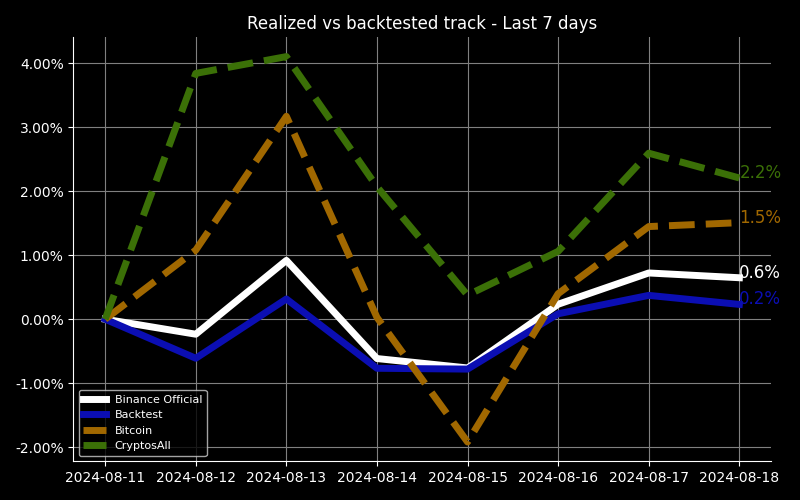 Realized vs backtested track - Last 7 days
4.00%
3.00%
2.00%
1.00%
0.00%
-1.00%
-2.00%
2.2%
1.5%
0.6%
0.2%
Binance Official
Backtest
Bitcoin
CryptosAll
2024-08-11 2024-08-12 2024-08-13 2024-08-14 2024-08-15 2024-08-16 2024-08-17 2024-08-18